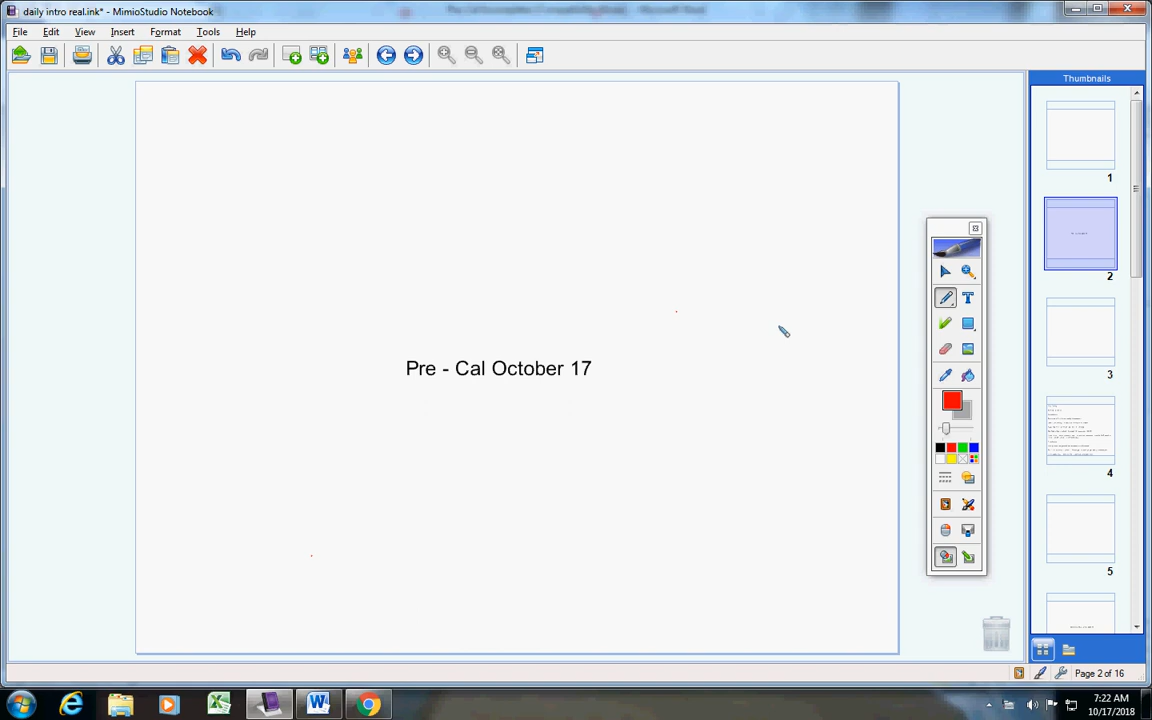 daily intro real.ink* - MimioStudio Notebook
File Edit View Insert Format Tools Help
Thumbnails
1
2
3
4
5
Pre - Cal October 17
T
Page 2 of 16
7:22 AM
10/17/2018